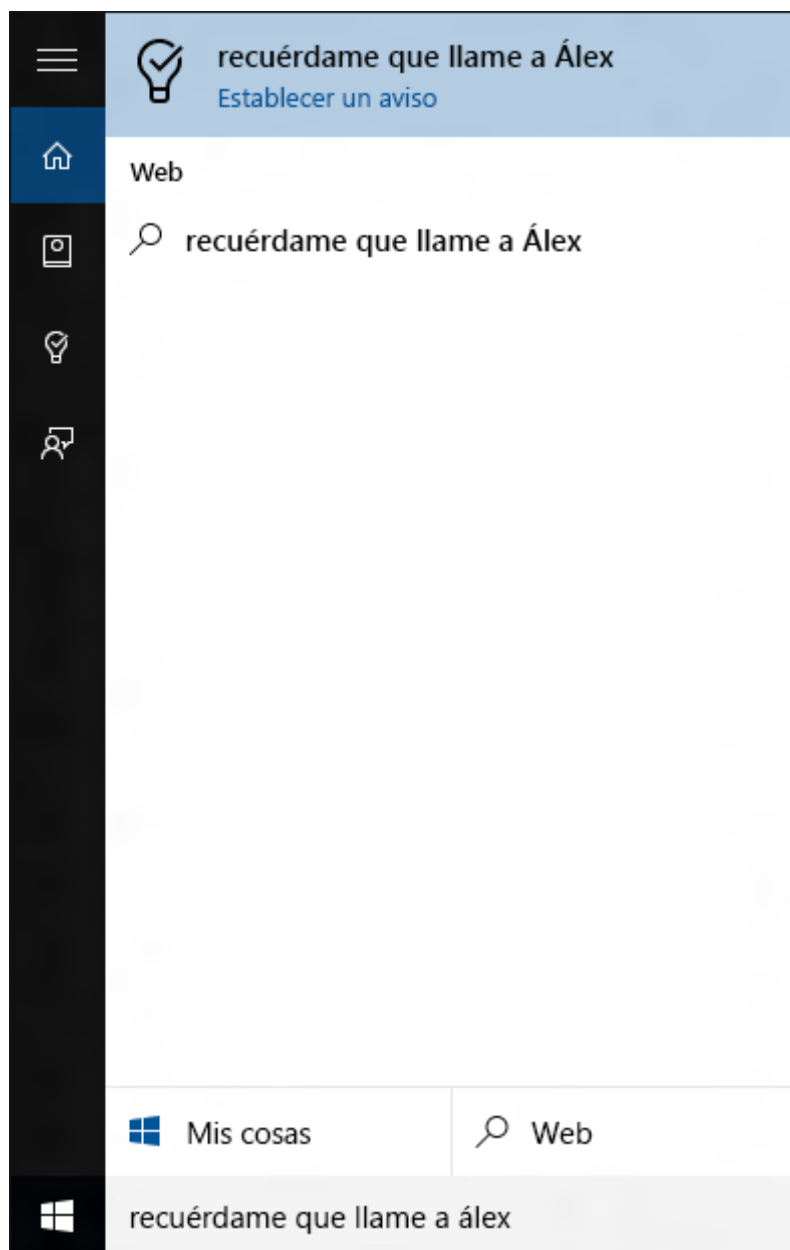 recuérdame que llame a Álex
Establecer un aviso
Web
recuérdame que llame a Álex
Mis cosas
Web
recuérdame que llame a álex